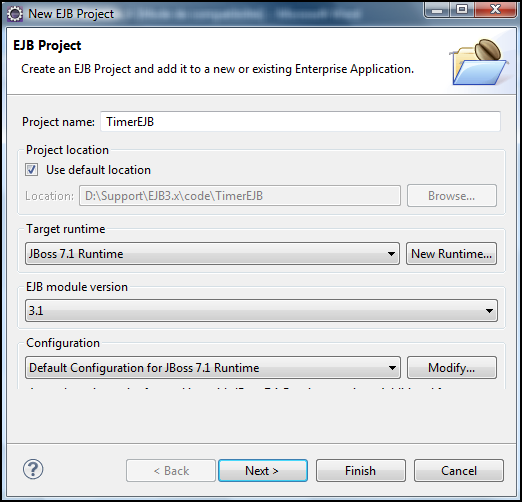 New EJB Project
EJB Project
Create an EJB Project and add it to a new or existing Enterprise Application.
Project name: TimerEJB
Project location
Use default location
Location: D:\Support\EJB3.x\code\TimerEJB Browse...
Target runtime
JBoss 7.1 Runtime New Runtime...
EJB module version
3.1
Configuration
Default Configuration for JBoss 7.1 Runtime Modify...
< Back Next > Finish Cancel